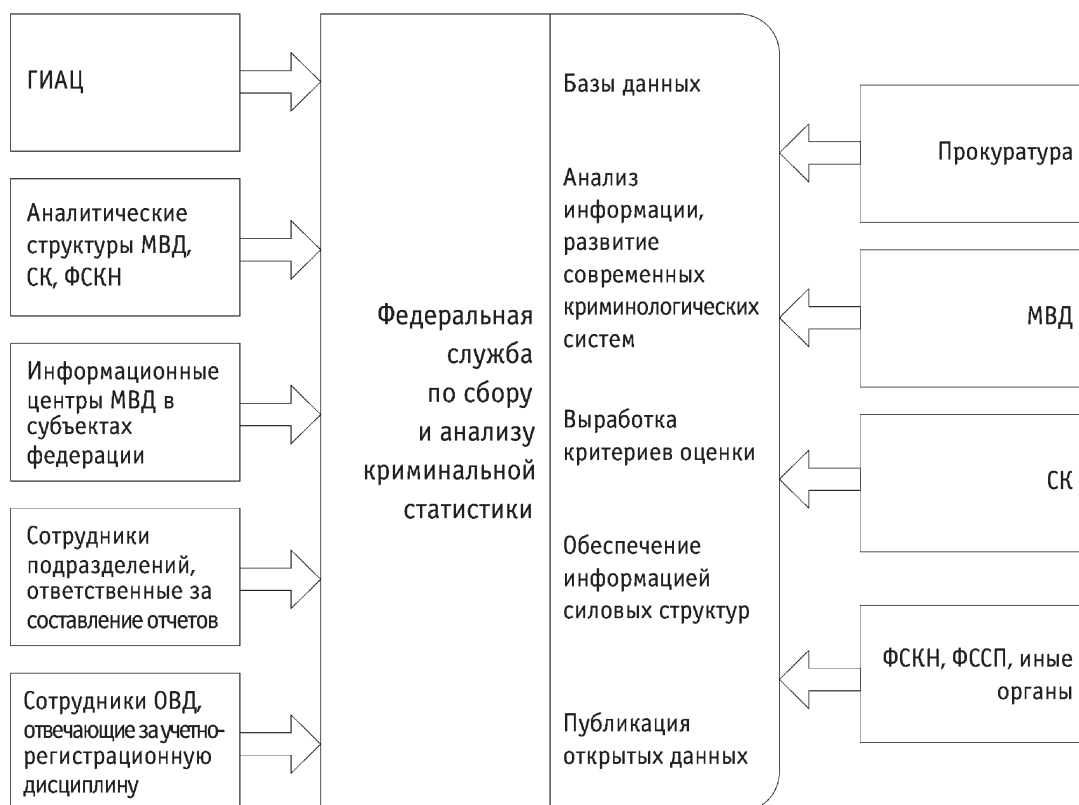 ГИАЦ
Аналитические
структуры МВД,
СК, ФСКН
Информационные
центры МВД в
субъектах
федерации
Сотрудники
подразделений,
ответственные за
составление отчетов
Сотрудники ОВД,
отвечающие за учетно-
регистрационную
дисциплину
Федеральная
служба
по сбору
и анализу
криминальной
статистики
Базы данных
Анализ
информации,
развитие
современных
криминологических
систем
Выработка
критериев оценки
Обеспечение
информацией
силовых структур
Публикация
открытых данных
Прокуратура
МВД
СК
ФСКН, ФССП, иные
органы